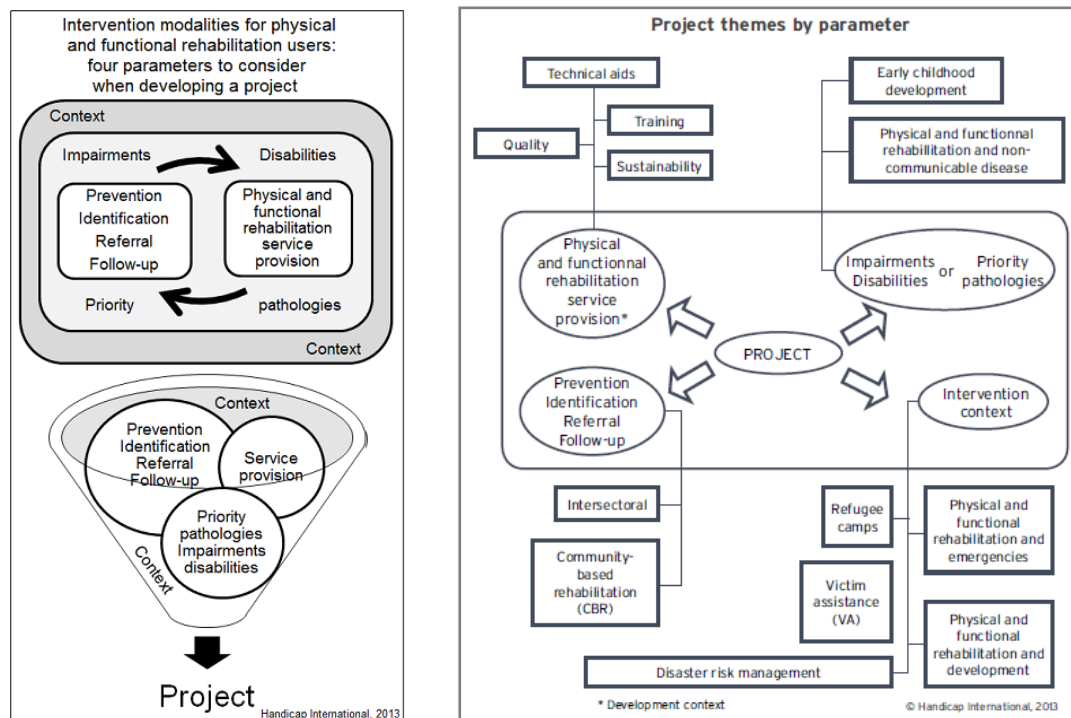 Intervention modalities for physical
and functional rehabilitation users:
four parameters to consider
when developing a project
Context
Impairments
Disabilities
Prevention
Identification
Referral
Follow-up
Physical and
functional
rehabilitation
service
provision
Priority
pathologies
Context
Context
Prevention
Identification
Referral
Follow-up
Service
provision
Priority
pathologies
Impairments
disabilities
Context
Project
Handicap International, 2013
Project themes by parameter
Technical aids
Training
Quality
Sustainability
Early childhood
development
Physical and functionnal
rehabillitation and non-
communicable disease
Physical
and functionnal
rehabilitation
service
provision*
Impairments
Disabilities
or
Priority
pathologies
PROJECT
Prevention
Identification
Referral
Follow-up
Intervention
context
Intersectoral
Community-
based
rehabilitation
(CBR)
Refugee
camps
Physical and
functional
rehabilitation and
emergencies
Victim
assistance
(VA)
Physical and
functional
rehabilitation and
development
Disaster risk management
* Development context
© Handicap International, 2013